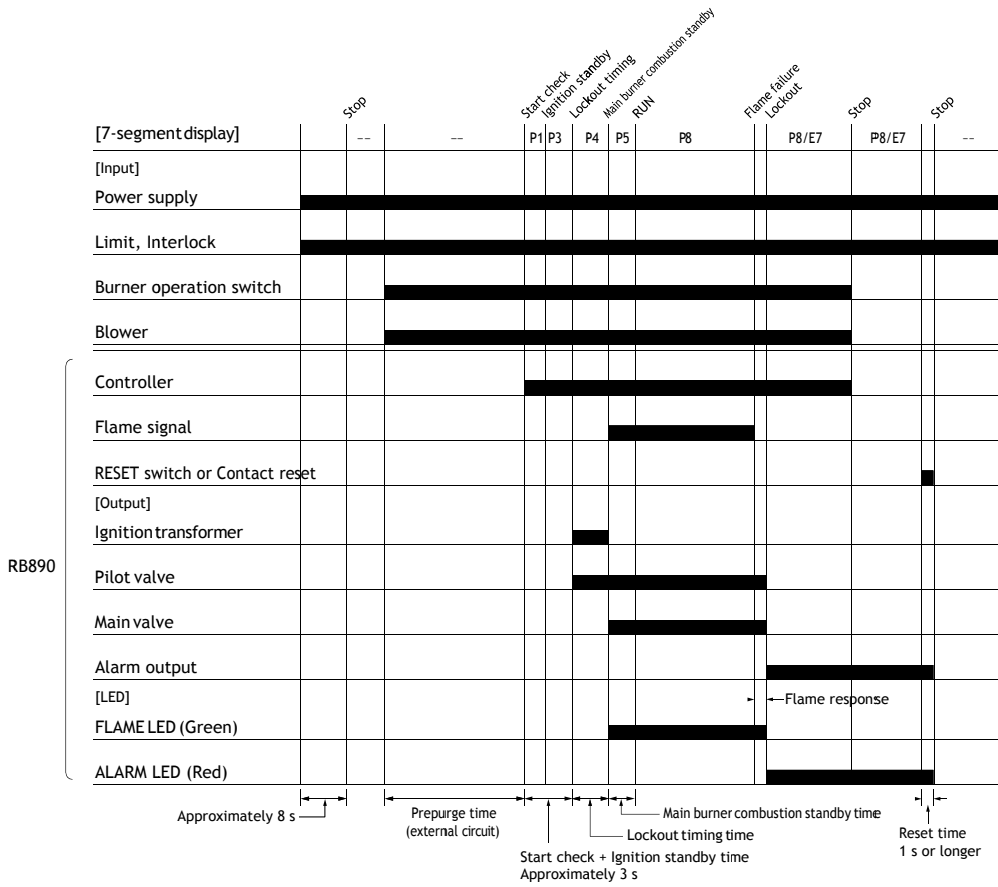 Stop
Start check
Ignition standby
Lockout timing
Main burner combustion standby
RUN
Flame failure
Lockout
Stop
Stop
[7-segment display] -- -- P1 P3 P4 P5 P8 P8/E7 P8/E7 --
[Input]
Power supply
Limit, Interlock
Burner operation switch
Blower
Controller
Flame signal
RESET switch or Contact reset
[Output]
Ignition transformer
RB890
Pilot valve
Main valve
Alarm output
[LED]
Flame response
FLAME LED (Green)
ALARM LED (Red)
Approximately 8 s
Prepurge time
(external circuit)
Main burner combustion standby time
Lockout timing time
Start check + Ignition standby time
Approximately 3 s
Reset time
1 s or longer